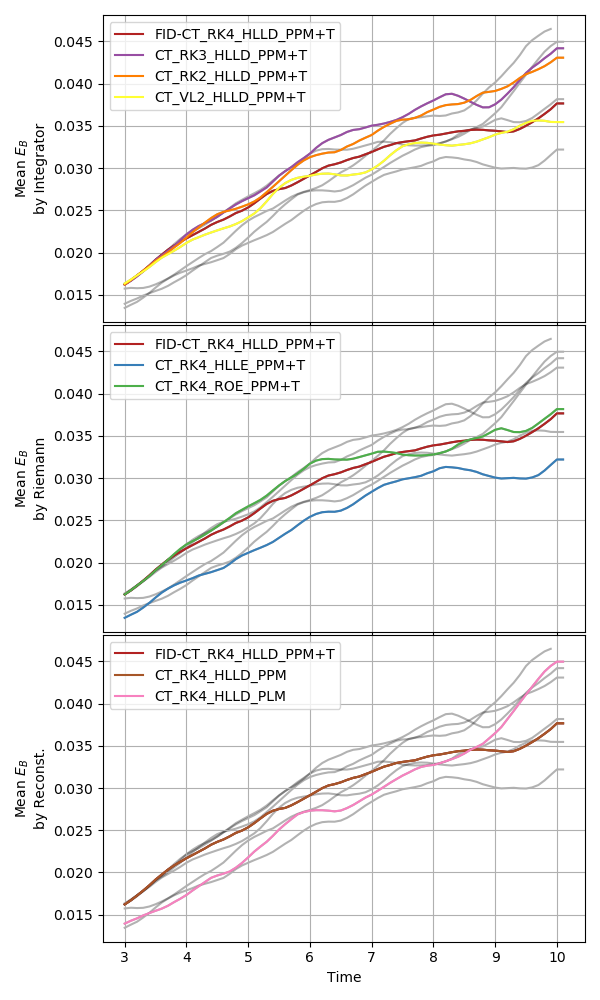 FID-CT_RK4_HLLD_PPM+T
CT_RK3_HLLD_PPM+T
CT_RK2_HLLD_PPM+T
CT_VL2_HLLD_PPM+T
0.045
0.040
0.035
0.030
0.025
0.020
0.015
Mean E_B
by Integrator
FID-CT_RK4_HLLD_PPM+T
CT_RK4_HLLE_PPM+T
CT_RK4_ROE_PPM+T
0.045
0.040
0.035
0.030
0.025
0.020
0.015
Mean E_B
by Riemann
FID-CT_RK4_HLLD_PPM+T
CT_RK4_HLLD_PPM
CT_RK4_HLLD_PLM
0.045
0.040
0.035
0.030
0.025
0.020
0.015
Mean E_B
by Reconst.
3 4 5 6 7 8 9 10
Time